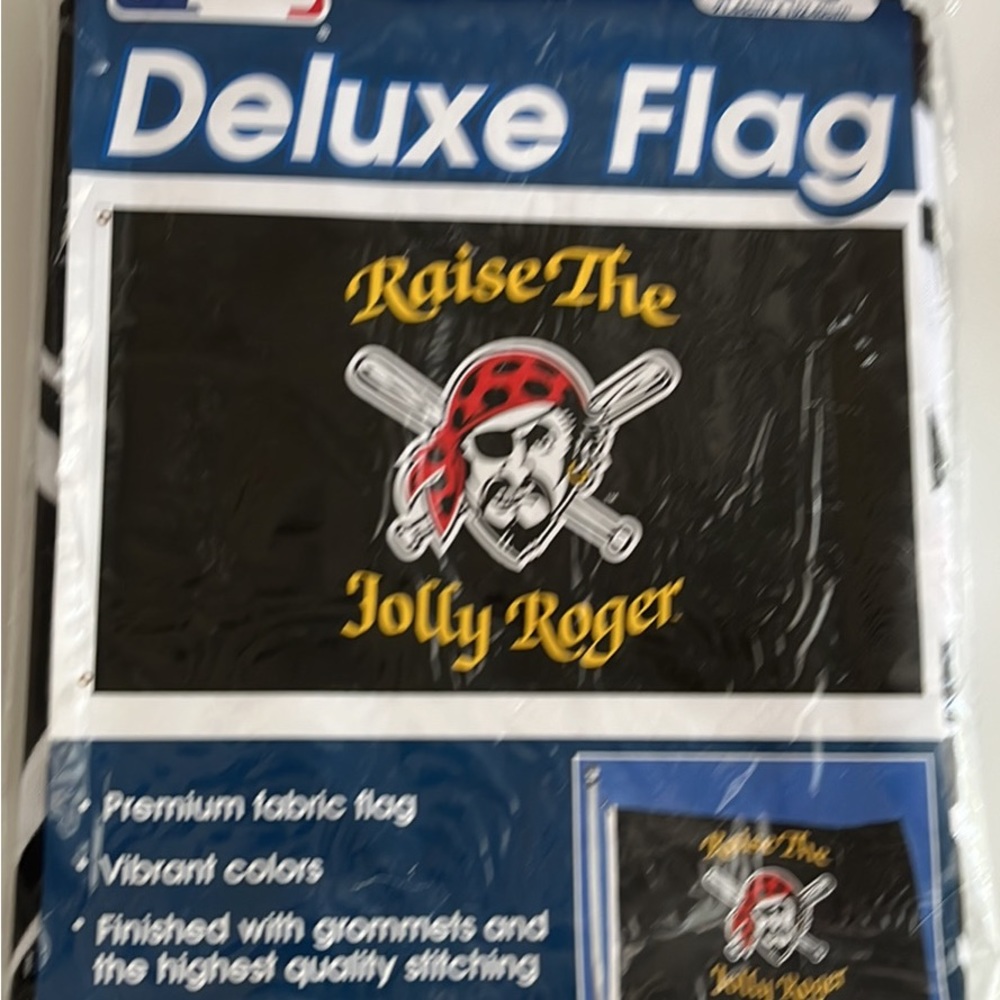 Deluxe Flag
Raise The
Jolly Roger
• Premium fabric flag
• Vibrant colors
• Finished with grommets and
the highest quality stitching
Raise The
Jolly Roger